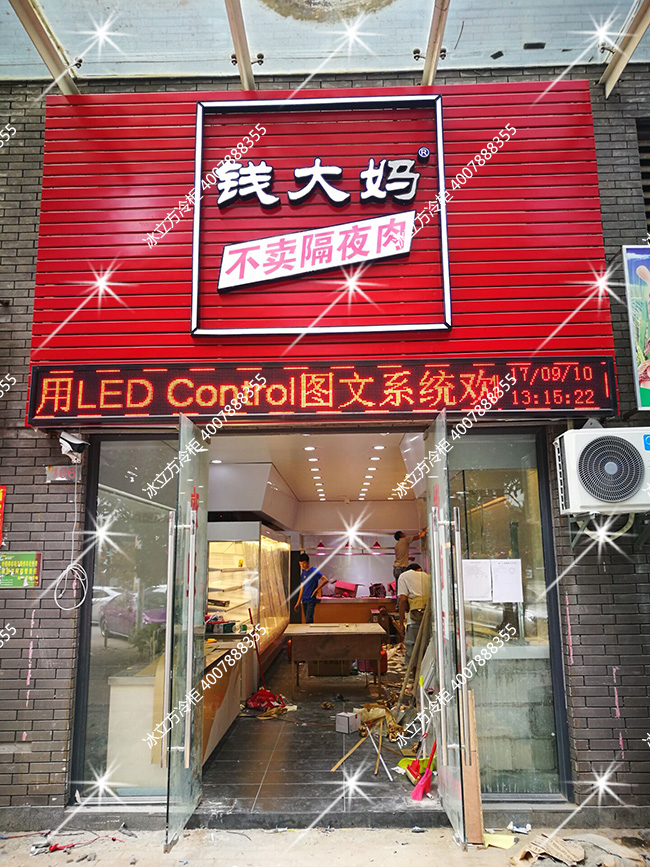 钱大妈®
不卖隔夜肉
用LED Control图文系统欢
17/09/10
13:15:22
冰立方冷柜 4007888355